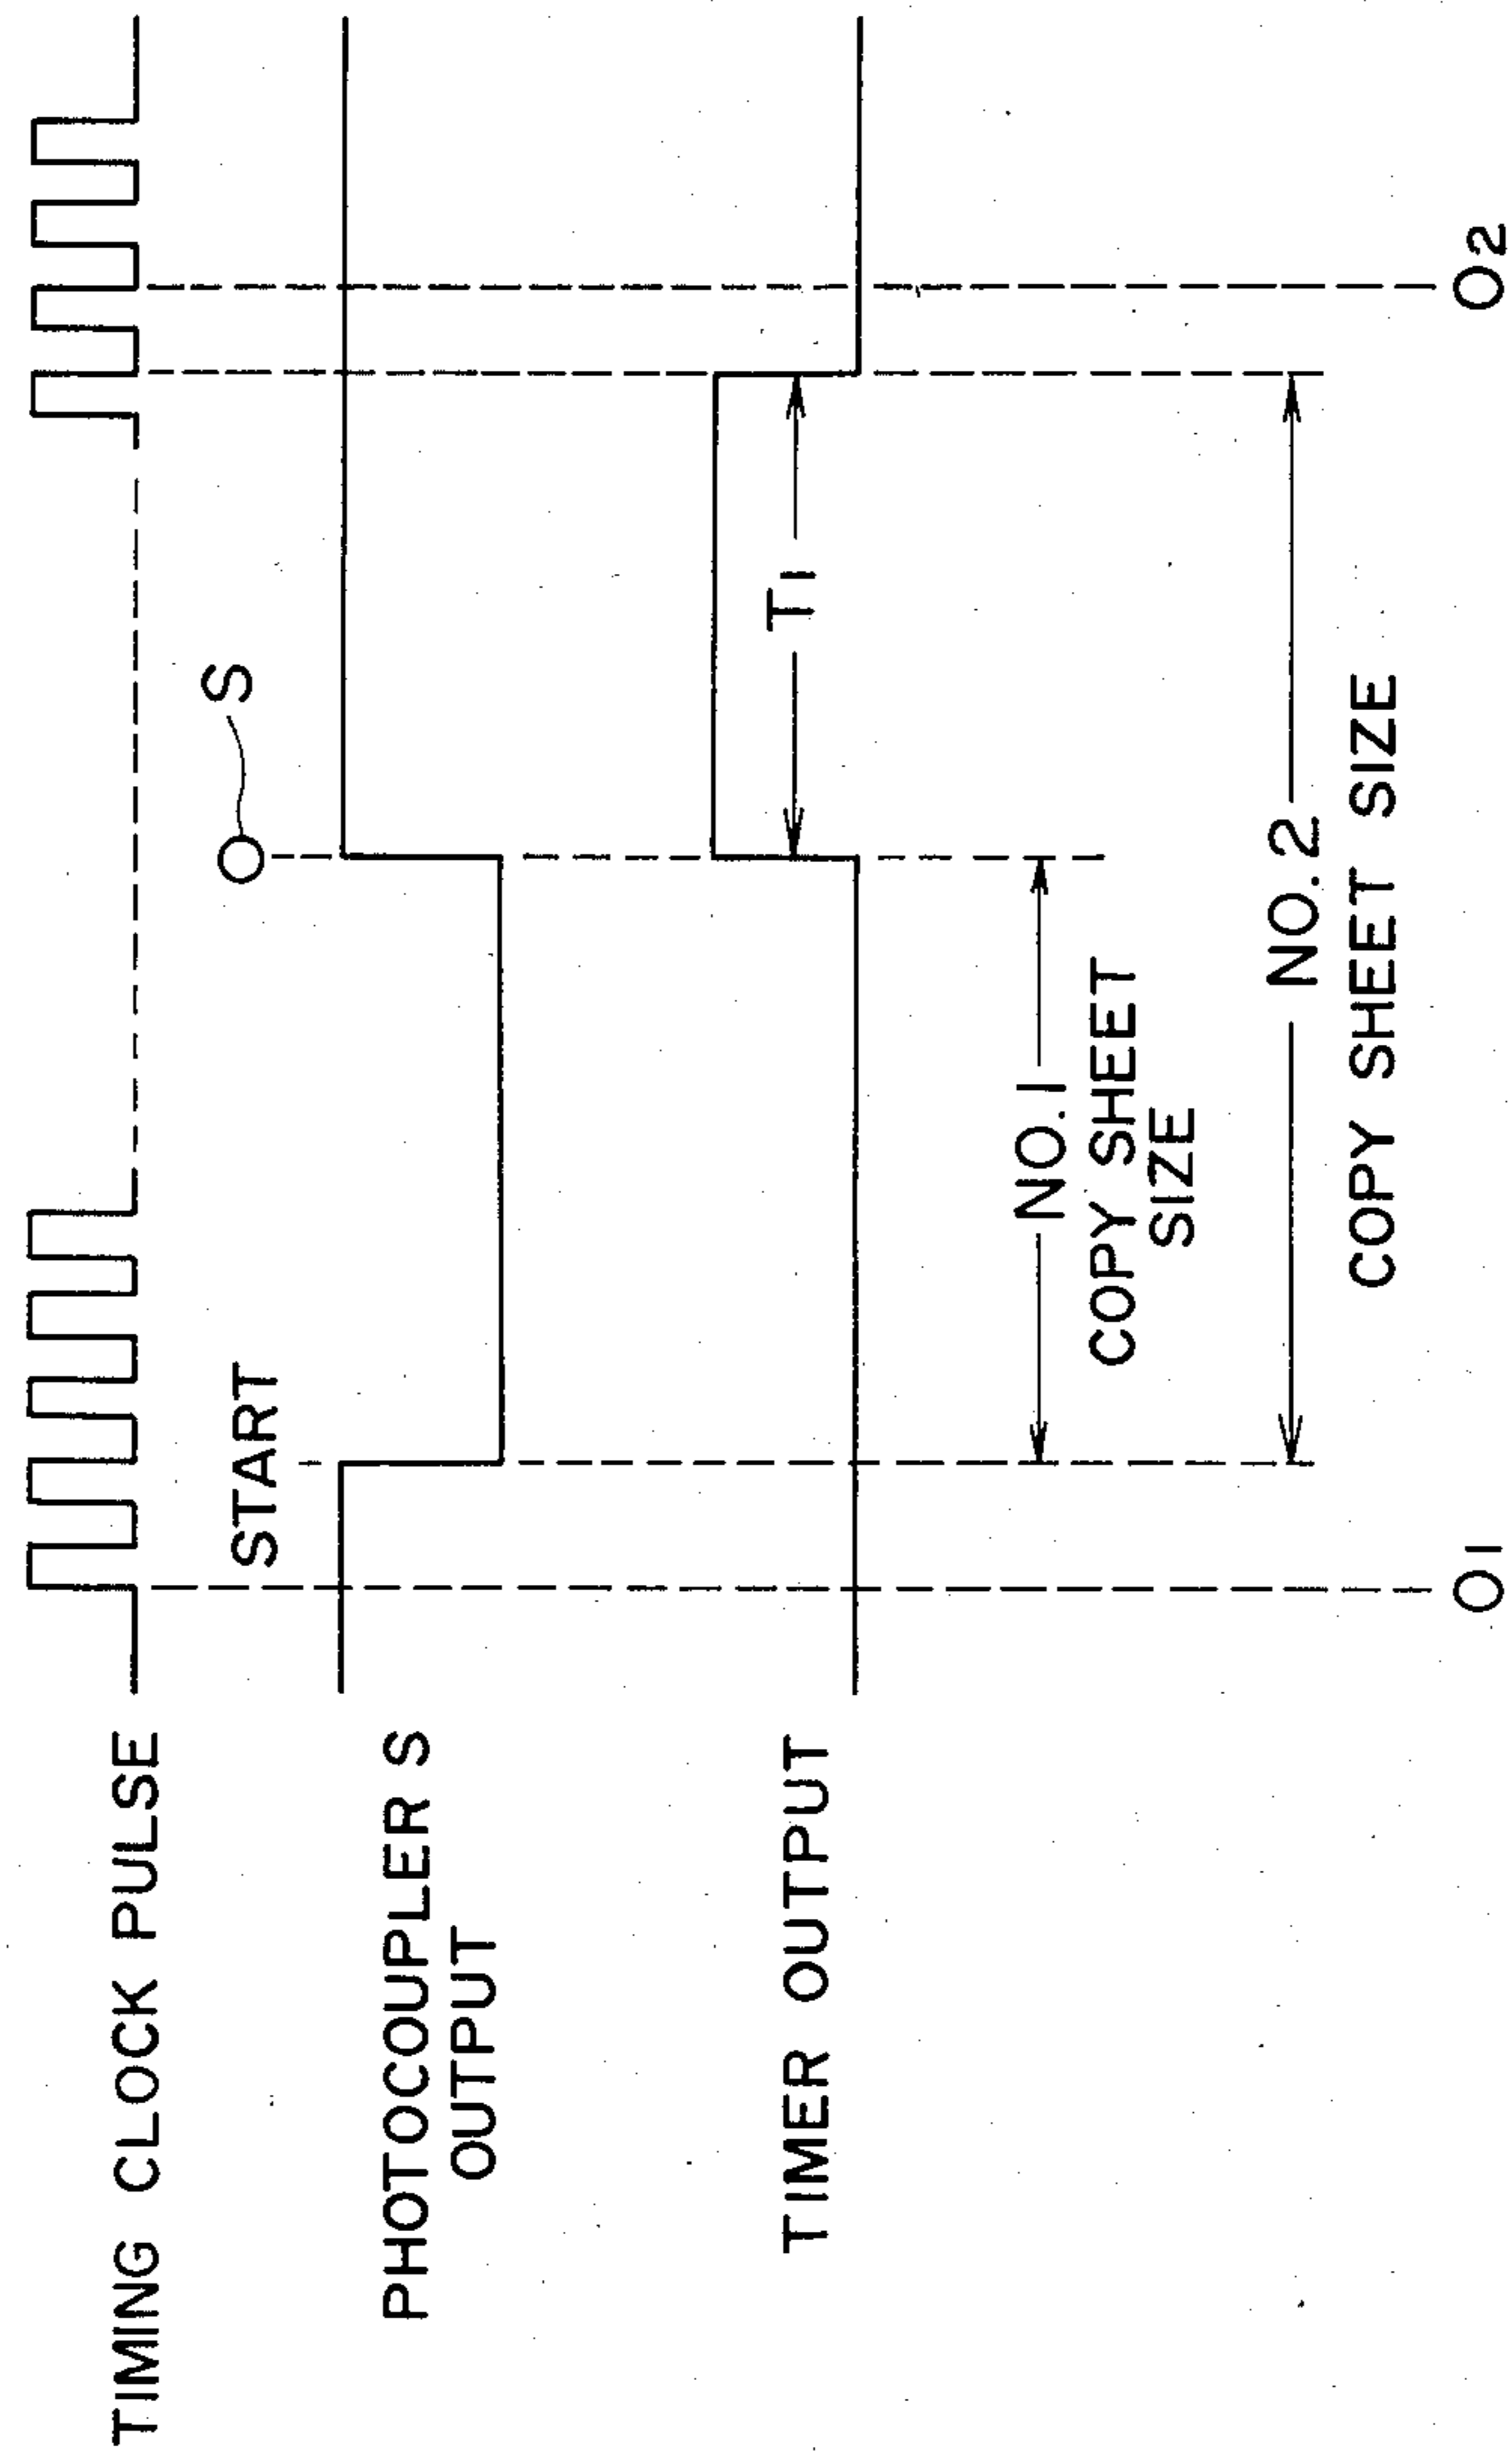 TIMING CLOCK PULSE
START
S
PHOTOCOUPLER S
OUTPUT
TIMER OUTPUT
T1
NO.1
COPY SHEET
SIZE
NO.2
COPY SHEET SIZE
O1
O2